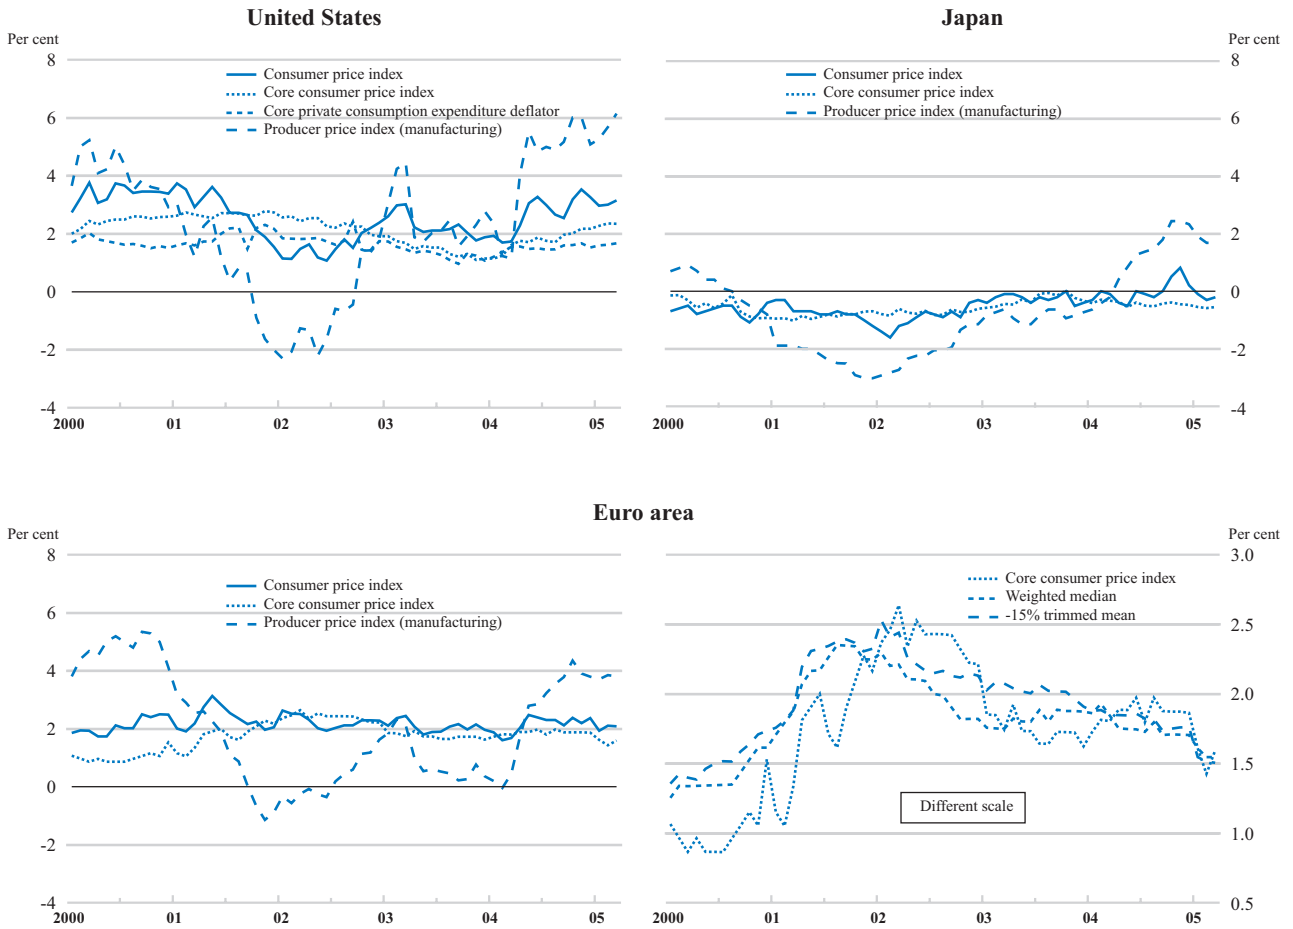 United States
Per cent
8
6
4
2
0
-2
-4
Consumer price index
Core consumer price index
Core private consumption expenditure deflator
Producer price index (manufacturing)
2000 01 02 03 04 05
Japan
Per cent
8
6
4
2
0
-2
-4
Consumer price index
Core consumer price index
Producer price index (manufacturing)
2000 01 02 03 04 05
Euro area
Per cent
8
6
4
2
0
-2
-4
Consumer price index
Core consumer price index
Producer price index (manufacturing)
2000 01 02 03 04 05
Per cent
3.0
2.5
2.0
1.5
1.0
0.5
Core consumer price index
Weighted median
-15% trimmed mean
Different scale
2000 01 02 03 04 05